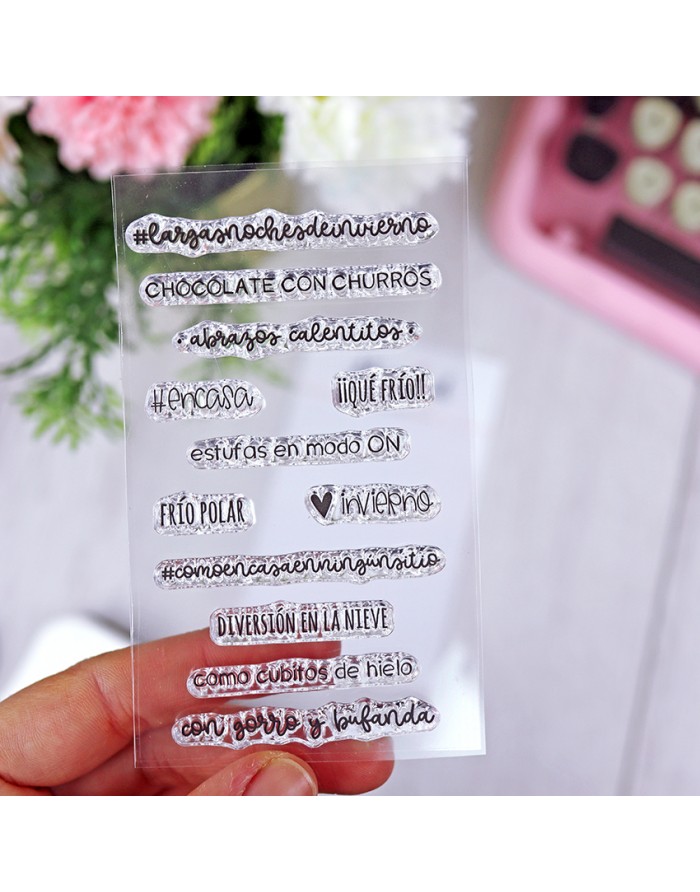 #largasnochesdeinvierno
CHOCOLATE CON CHURROS
• abrazos calentitos •
#encasa
¡¡QUÉ FRÍO!!
estufas en modo ON
FRÍO POLAR
♥ invierno
#comoencasaenningúnsitio
DIVERSIÓN EN LA NIEVE
como cubitos de hielo
con gorro y bufanda